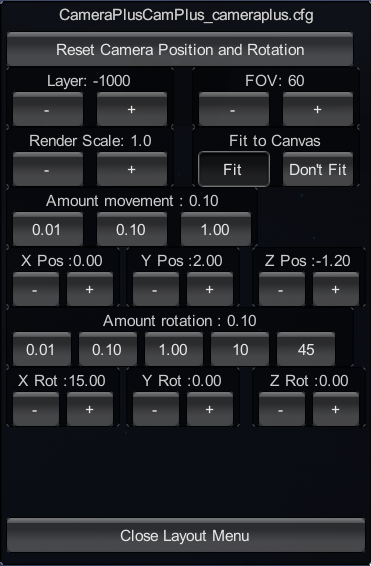 CameraPlusCamPlus_cameraplus.cfg
Reset Camera Position and Rotation
Layer: -1000 FOV: 60
- + - +
Render Scale: 1.0 Fit to Canvas
- + Fit Don't Fit
Amount movement : 0.10
0.01 0.10 1.00
X Pos :0.00 Y Pos :2.00 Z Pos :-1.20
- + - + - +
Amount rotation : 0.10
0.01 0.10 1.00 10 45
X Rot :15.00 Y Rot :0.00 Z Rot :0.00
- + - + - +
Close Layout Menu